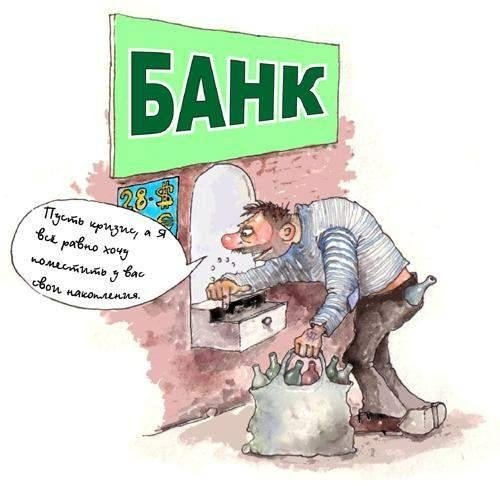 БАНК
28-$
Пусть кризис, а я
всё равно хочу
поместить у вас
свои накопления.